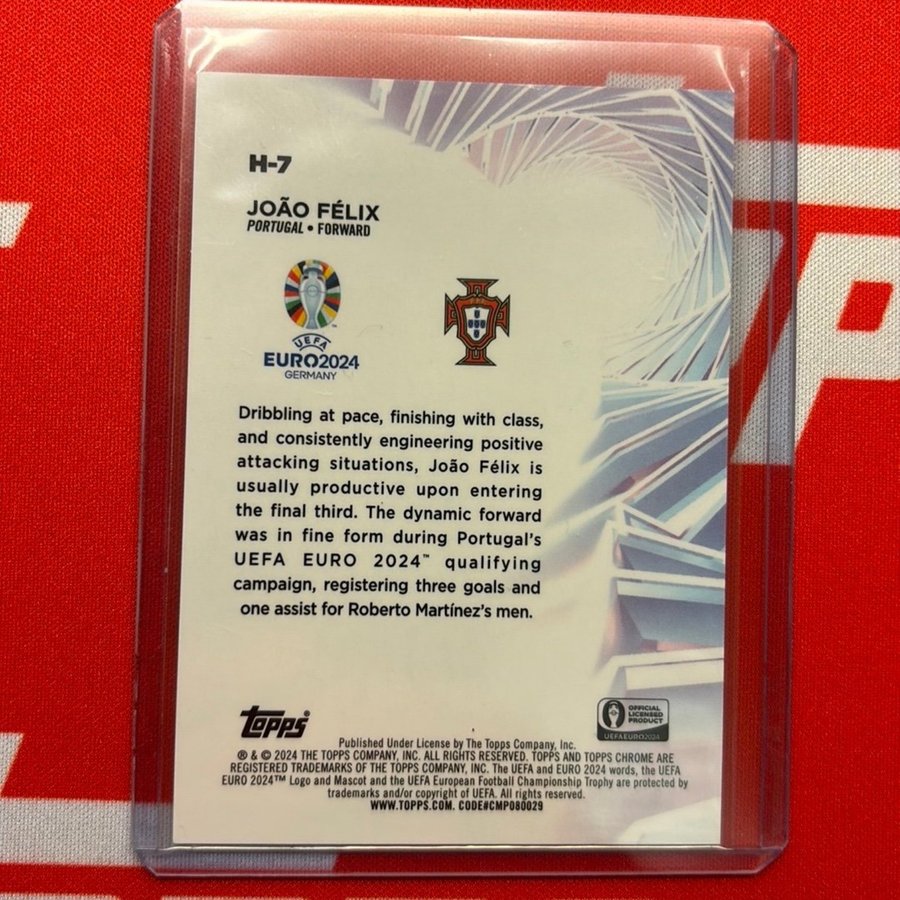 H-7
JOÃO FÉLIX
PORTUGAL • FORWARD
UEFA
EURO2024™
GERMANY
FPF
Dribbling at pace, finishing with class,
and consistently engineering positive
attacking situations, João Félix is
usually productive upon entering
the final third. The dynamic forward
was in fine form during Portugal's
UEFA EURO 2024™ qualifying
campaign, registering three goals and
one assist for Roberto Martínez's men.
topps®
OFFICIAL
LICENSED
PRODUCT
UEFAEURO2024
Published Under License by The Topps Company, Inc.
® & © 2024 THE TOPPS COMPANY, INC. ALL RIGHTS RESERVED. TOPPS AND TOPPS CHROME ARE
REGISTERED TRADEMARKS OF THE TOPPS COMPANY, INC. The UEFA and EURO 2024 words, the UEFA
EURO 2024™ Logo and Mascot and the UEFA European Football Championship Trophy are protected by
trademarks and/or copyright of UEFA. All rights reserved.
WWW.TOPPS.COM. CODE#CMP080029